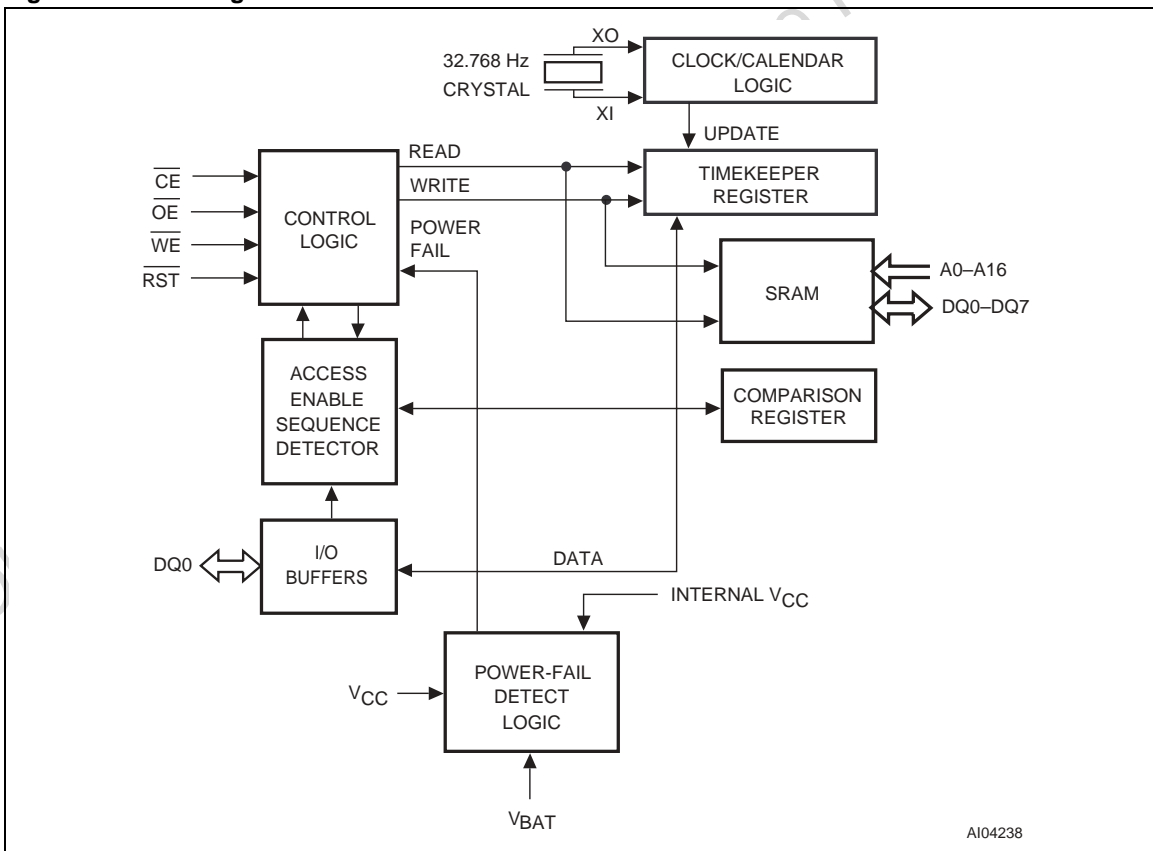 XO
32.768 Hz
CRYSTAL
XI
CLOCK/CALENDAR
LOGIC
UPDATE
READ
WRITE
POWER
FAIL
TIMEKEEPER
REGISTER
CE
OE
WE
RST
CONTROL
LOGIC
SRAM
A0–A16
DQ0–DQ7
ACCESS
ENABLE
SEQUENCE
DETECTOR
COMPARISON
REGISTER
DQ0
I/O
BUFFERS
DATA
INTERNAL VCC
VCC
POWER-FAIL
DETECT
LOGIC
VBAT
AI04238